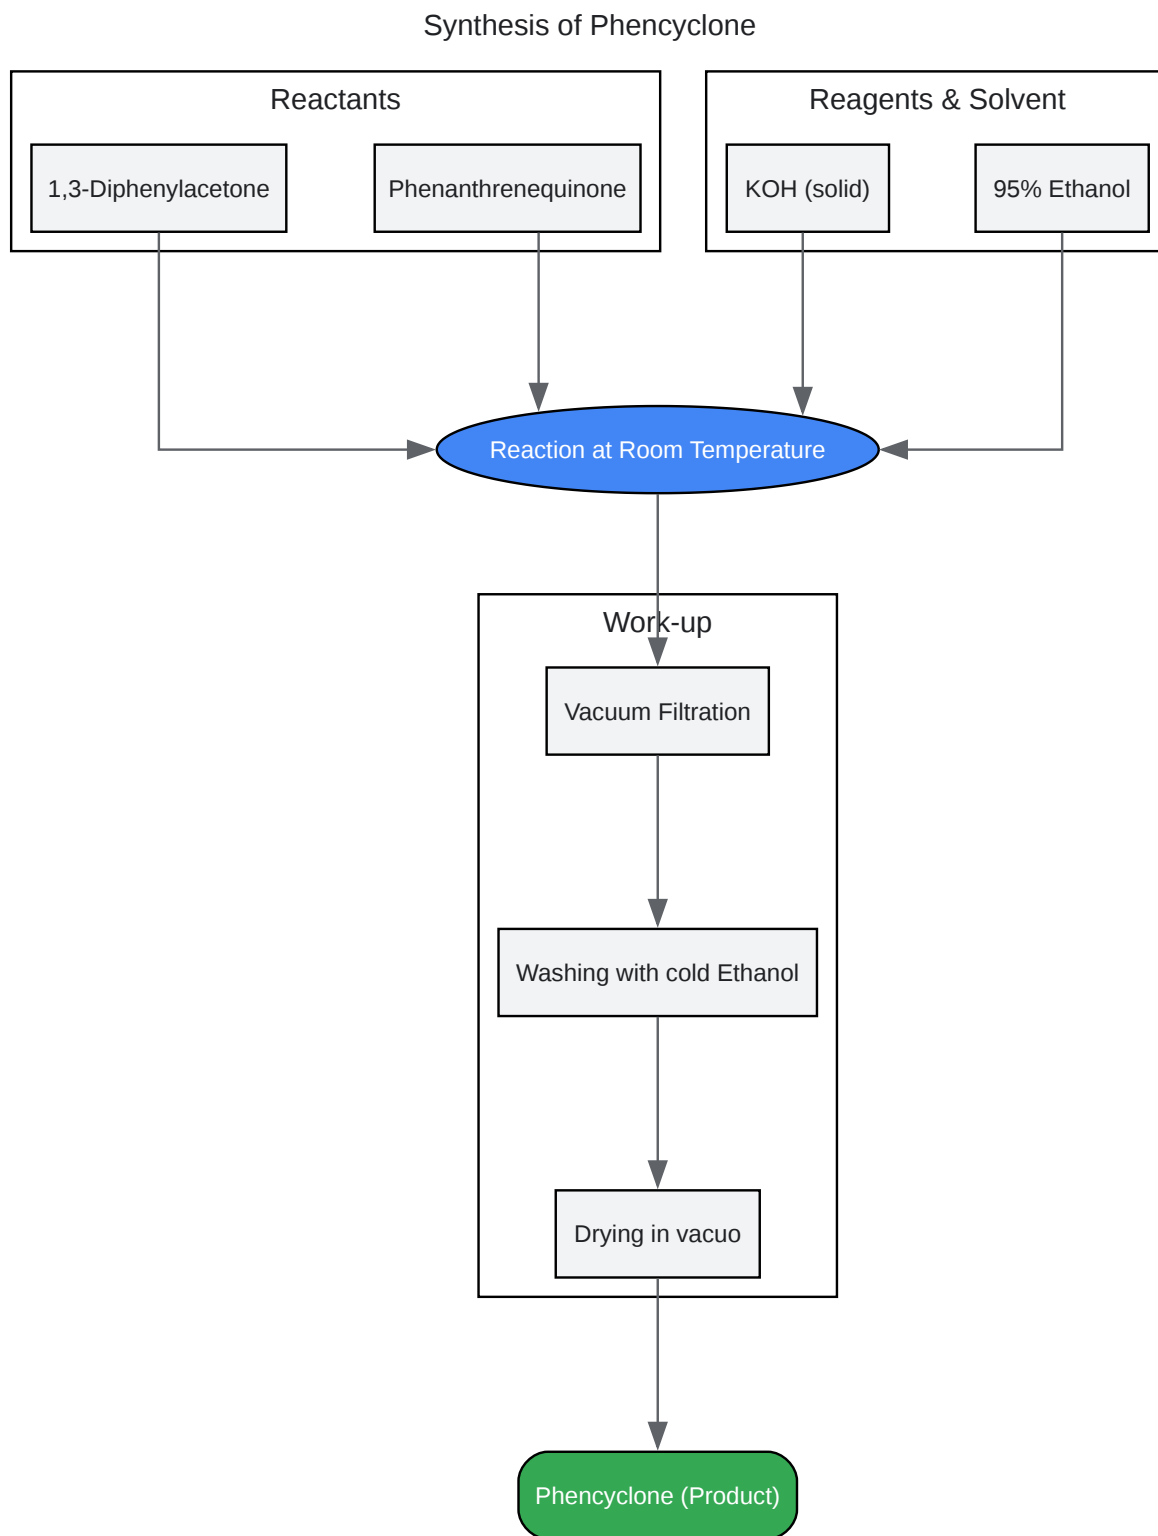 Synthesis of Phencyclone
Reactants
Reagents & Solvent
1,3-Diphenylacetone
Phenanthrenequinone
KOH (solid)
95% Ethanol
Reaction at Room Temperature
Work-up
Vacuum Filtration
Washing with cold Ethanol
Drying in vacuo
Phencyclone (Product)